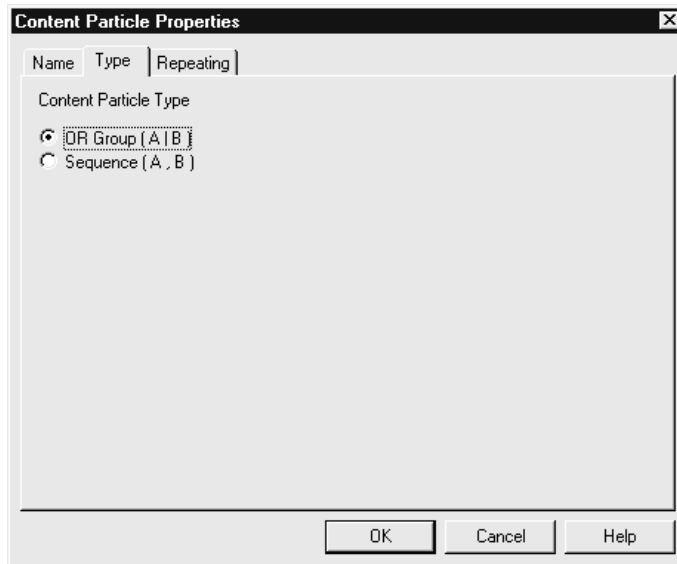 Content Particle Properties
Name Type Repeating
Content Particle Type
OR Group ( A | B )
Sequence ( A , B )
OK Cancel Help